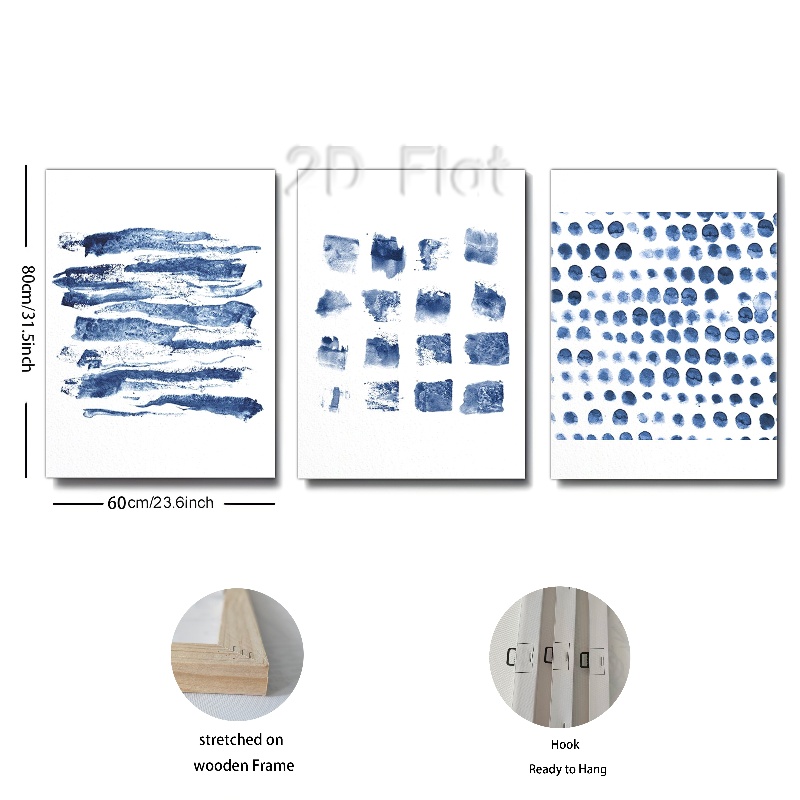 2D Flat
80cm/31.5inch
60cm/23.6inch
stretched on
wooden Frame
Hook
Ready to Hang